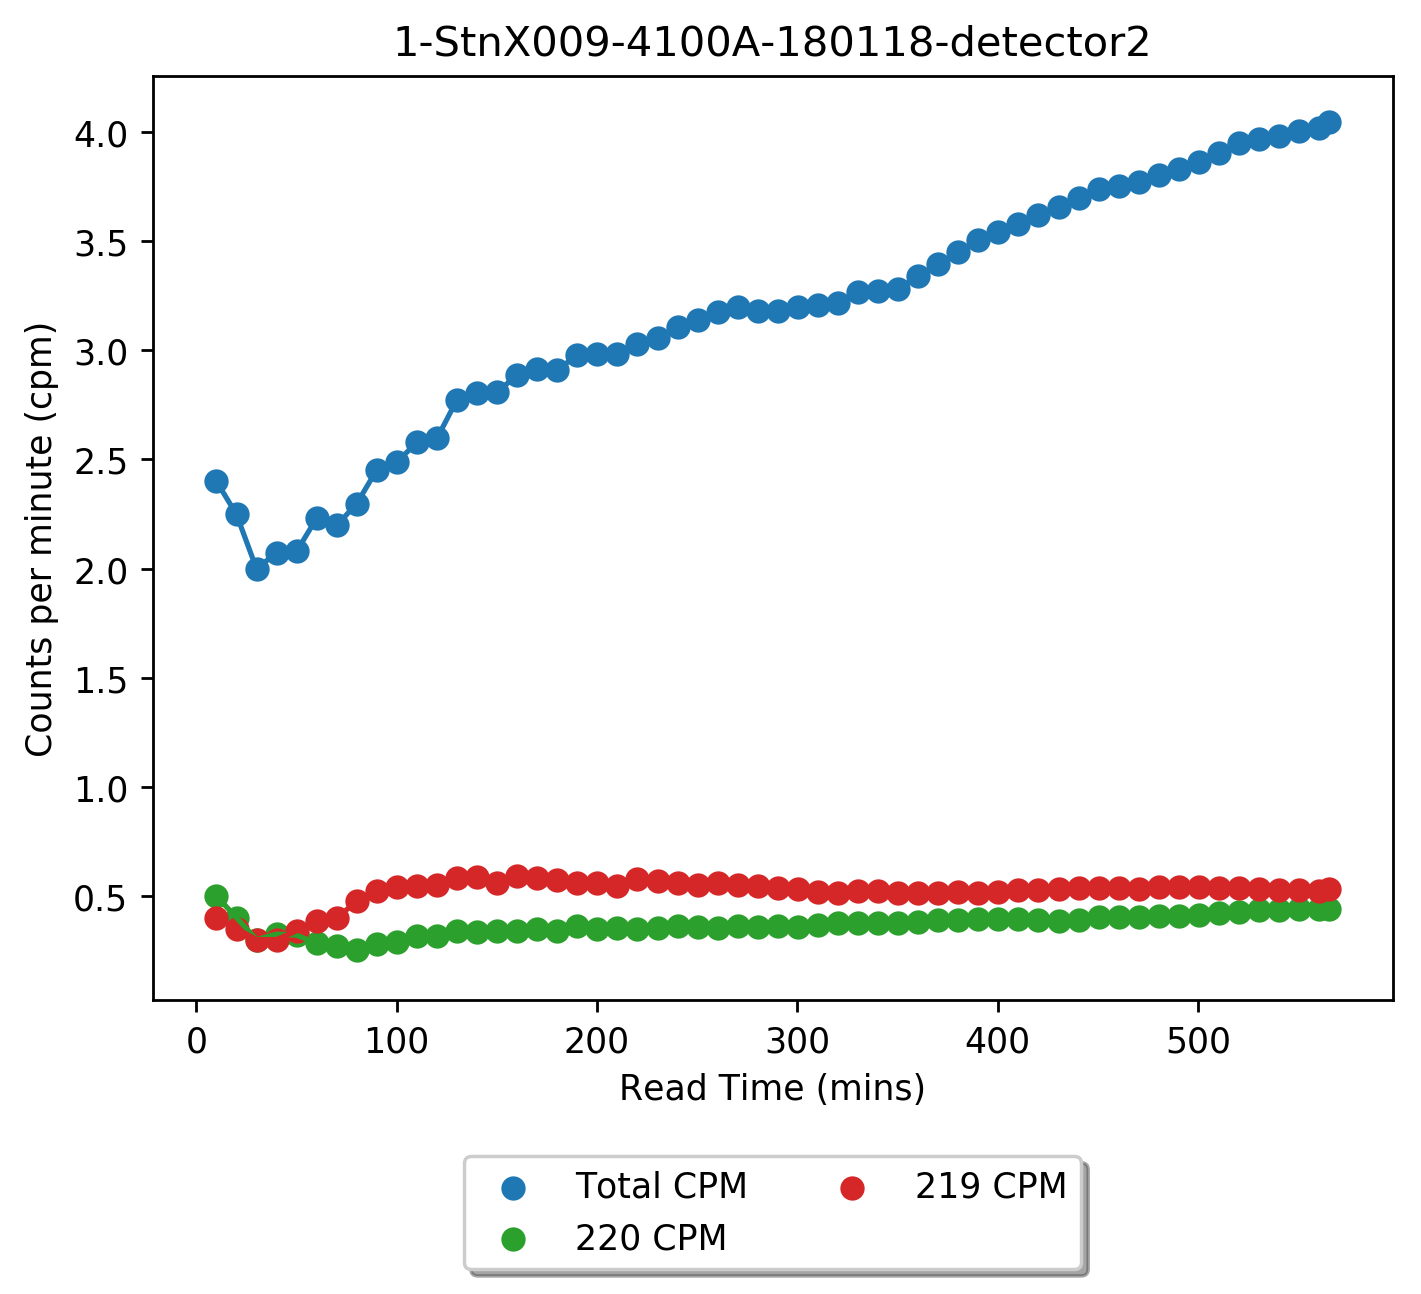 1-StnX009-4100A-180118-detector2
Counts per minute (cpm)
4.0
3.5
3.0
2.5
2.0
1.5
1.0
0.5
0 100 200 300 400 500
Read Time (mins)
Total CPM 219 CPM
220 CPM